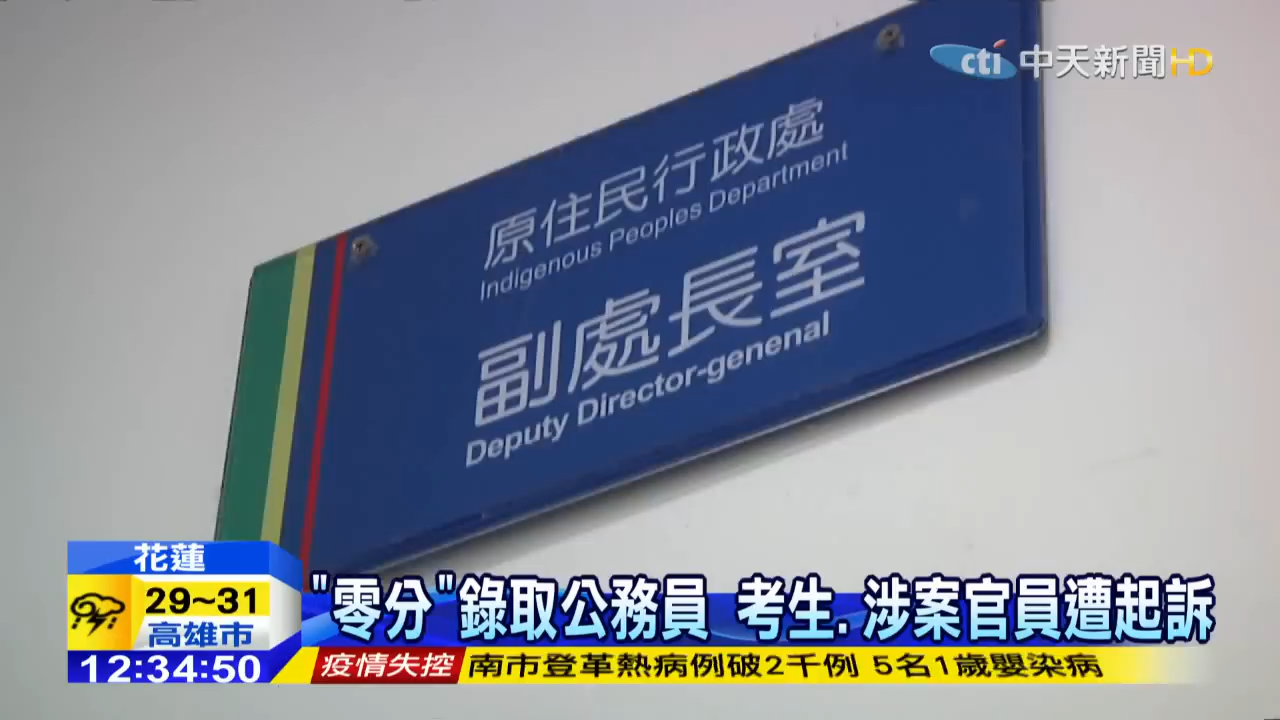 cti 中天新聞HD
原住民行政處
Indigenous Peoples Department
副處長室
Deputy Director-genenal
花蓮
29~31
高雄市
12:34:50
"零分"錄取公務員 考生.涉案官員遭起訴
疫情失控 南市登革熱病例破2千例 5名1歲嬰染病